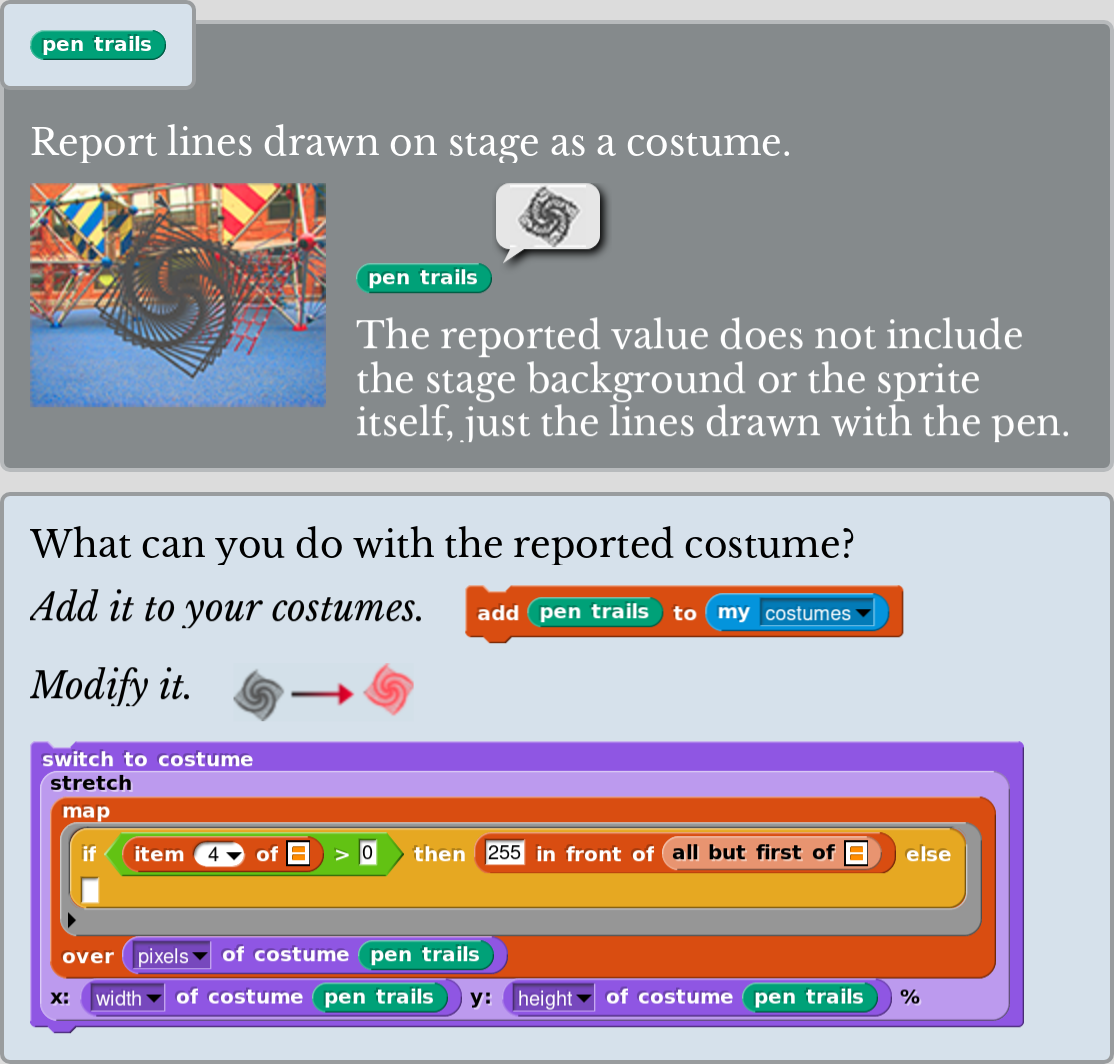 pen trails
Report lines drawn on stage as a costume.
pen trails
The reported value does not include
the stage background or the sprite
itself, just the lines drawn with the pen.
What can you do with the reported costume?
Add it to your costumes.
add pen trails to my costumes
Modify it.
switch to costume
stretch
map
if item 4 of > 0 then 255 in front of all but first of else
over pixels of costume pen trails
x: width of costume pen trails y: height of costume pen trails %